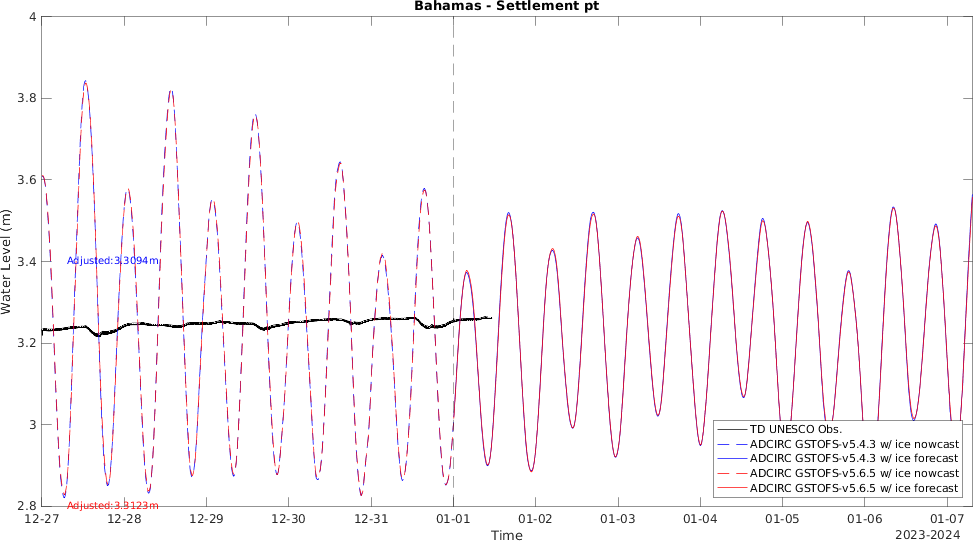 Bahamas - Settlement pt
Water Level (m)
4
3.8
3.6
3.4
3.2
3
2.8
Adjusted:3.3094m
Adjusted:3.3123m
TD UNESCO Obs.
ADCIRC GSTOFS-v5.4.3 w/ ice nowcast
ADCIRC GSTOFS-v5.4.3 w/ ice forecast
ADCIRC GSTOFS-v5.6.5 w/ ice nowcast
ADCIRC GSTOFS-v5.6.5 w/ ice forecast
12-27 12-28 12-29 12-30 12-31 01-01 01-02 01-03 01-04 01-05 01-06 01-07
Time
2023-2024